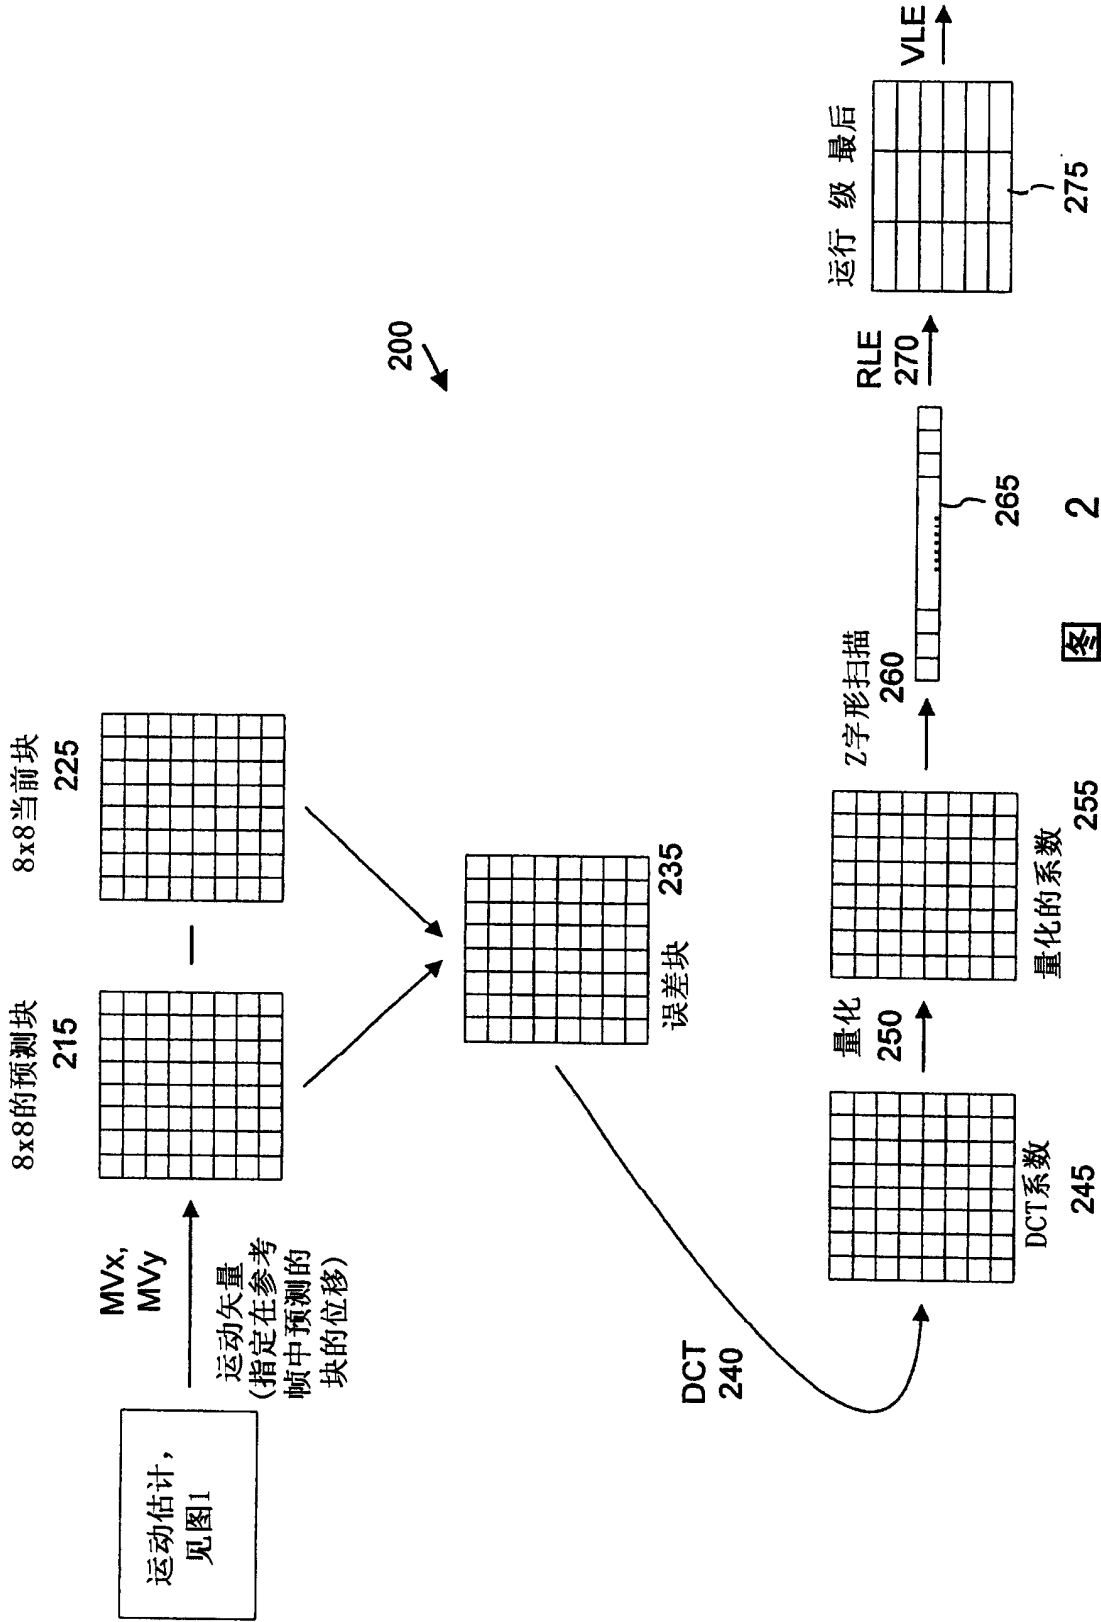 运动估计,
见图1
MVx,
MVy
运动矢量
(指定在参考
帧中预测的
块的位移)
8x8的预测块
215
8x8当前块
225
200
误差块
235
DCT
240
DCT系数
245
量化
250
量化的系数
255
Z字形扫描
260
265
RLE
270
运行 级 最后
275
VLE
图 2